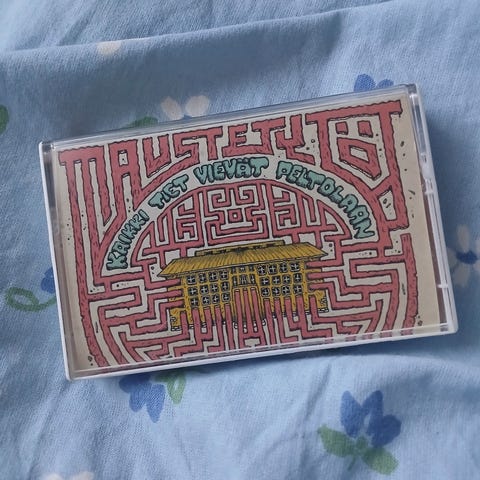 MAUSTETYTÖT
KAIKKI TIET VIEVÄT PELTOLAAN